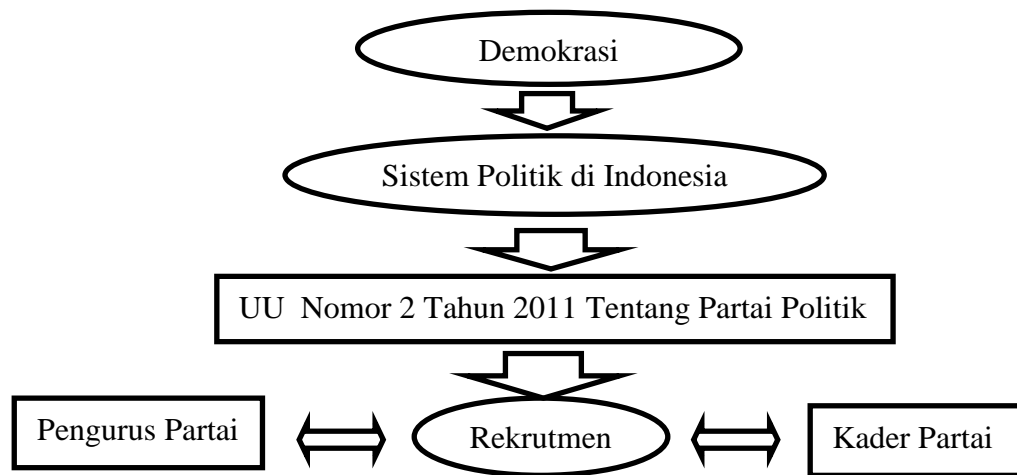 Demokrasi
Sistem Politik di Indonesia
UU Nomor 2 Tahun 2011 Tentang Partai Politik
Pengurus Partai
Rekrutmen
Kader Partai